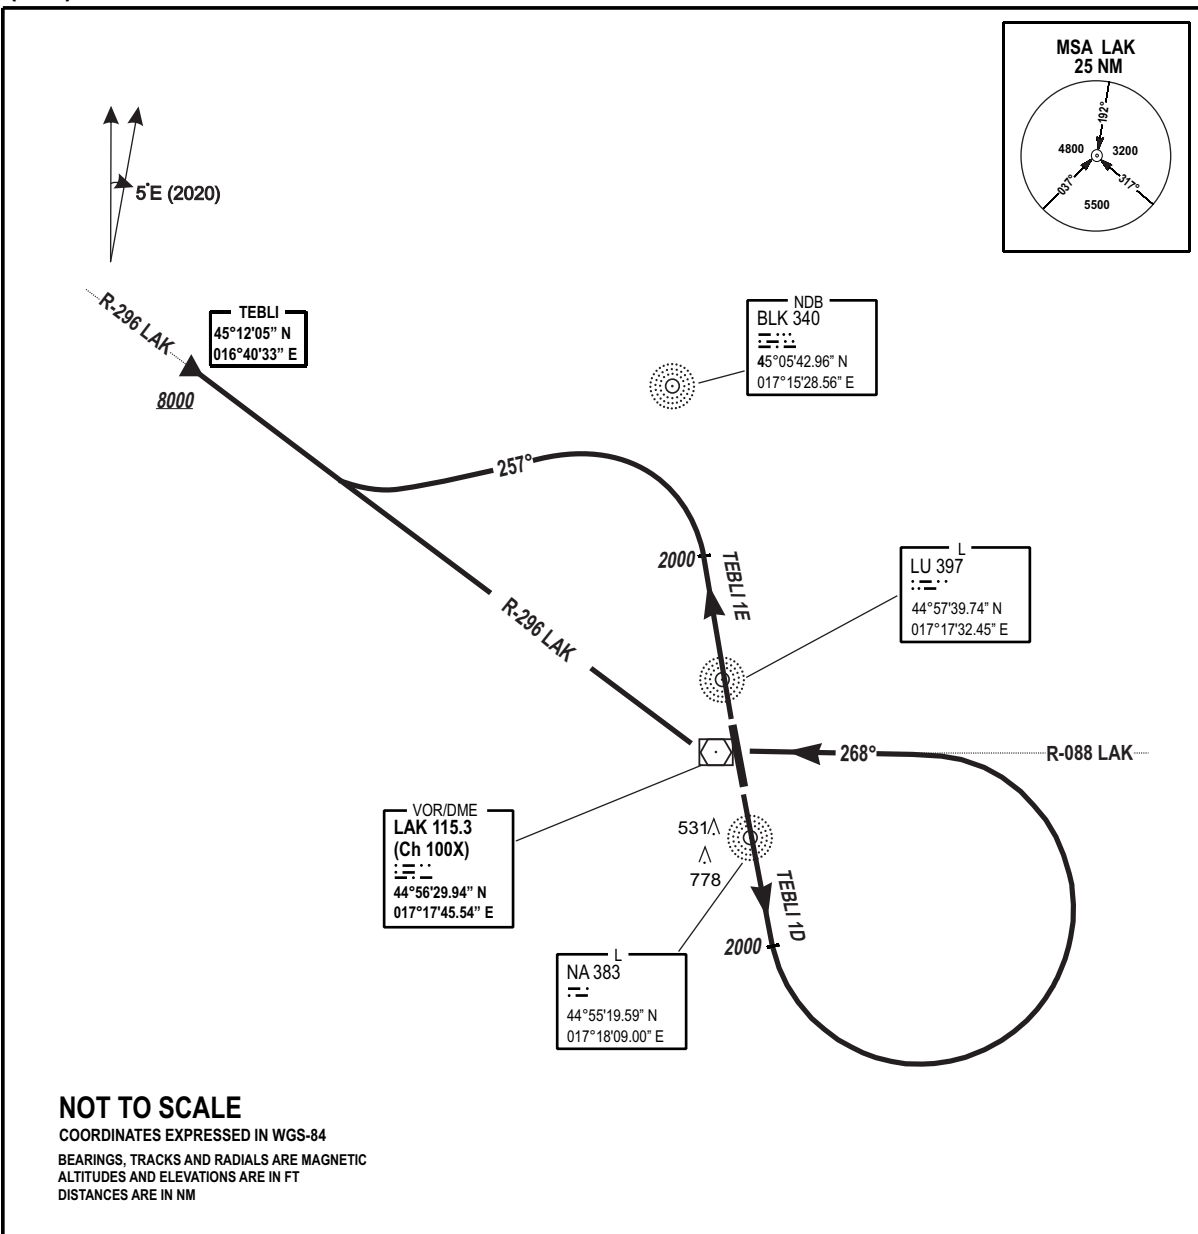 MSA LAK
25 NM
192°
4800
3200
037°
317°
5500
5°E (2020)
R-296 LAK
TEBLI
45°12'05” N
016°40'33” E
8000
NDB
BLK 340
45°05'42.96” N
017°15'28.56” E
257°
2000
TEBLI 1E
L
LU 397
44°57'39.74” N
017°17'32.45” E
R-296 LAK
268°
R-088 LAK
VOR/DME
LAK 115.3
(Ch 100X)
44°56'29.94” N
017°17'45.54” E
531
778
TEBLI 1D
2000
L
NA 383
44°55'19.59” N
017°18'09.00” E
NOT TO SCALE
COORDINATES EXPRESSED IN WGS-84
BEARINGS, TRACKS AND RADIALS ARE MAGNETIC
ALTITUDES AND ELEVATIONS ARE IN FT
DISTANCES ARE IN NM